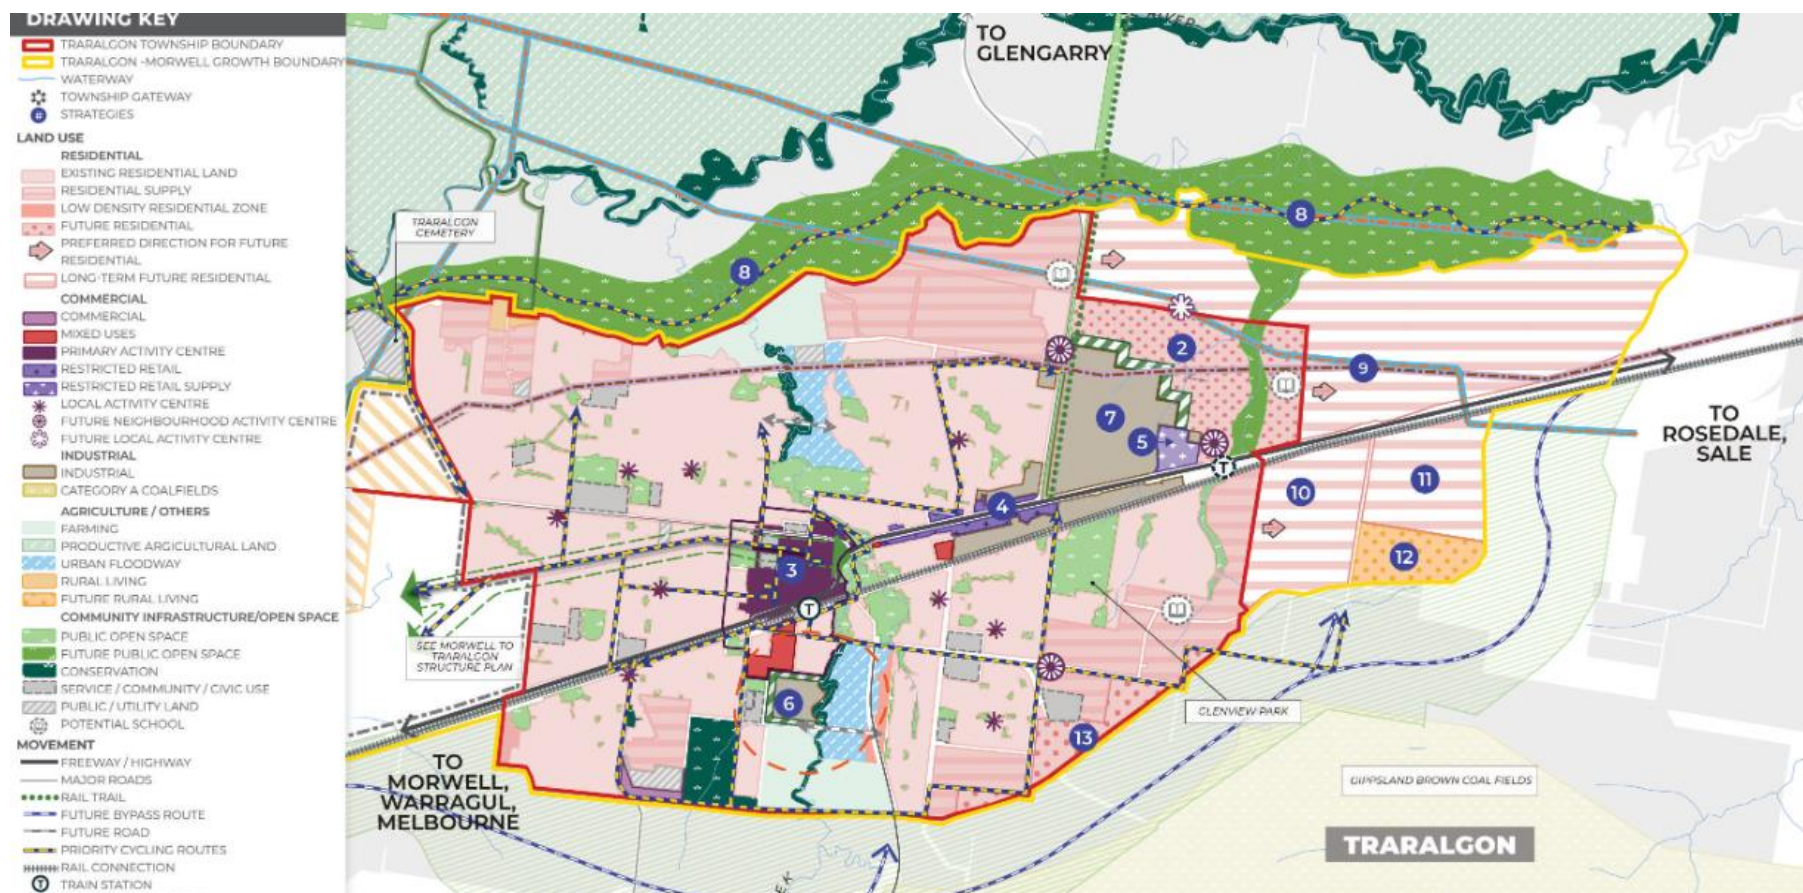 DRAWING KEY
TRARALGON TOWNSHIP BOUNDARY
TRARALGON -MORWELL GROWTH BOUNDARY
WATERWAY
TOWNSHIP GATEWAY
# STRATEGIES
LAND USE
RESIDENTIAL
EXISTING RESIDENTIAL LAND
RESIDENTIAL SUPPLY
LOW DENSITY RESIDENTIAL ZONE
FUTURE RESIDENTIAL
PREFERRED DIRECTION FOR FUTURE
RESIDENTIAL
LONG-TERM FUTURE RESIDENTIAL
COMMERCIAL
COMMERCIAL
MIXED USES
PRIMARY ACTIVITY CENTRE
RESTRICTED RETAIL
RESTRICTED RETAIL SUPPLY
LOCAL ACTIVITY CENTRE
FUTURE NEIGHBOURHOOD ACTIVITY CENTRE
FUTURE LOCAL ACTIVITY CENTRE
INDUSTRIAL
INDUSTRIAL
CATEGORY A COALFIELDS
AGRICULTURE / OTHERS
FARMING
PRODUCTIVE ARGICULTURAL LAND
URBAN FLOODWAY
RURAL LIVING
FUTURE RURAL LIVING
COMMUNITY INFRASTRUCTURE/OPEN SPACE
PUBLIC OPEN SPACE
FUTURE PUBLIC OPEN SPACE
CONSERVATION
SERVICE / COMMUNITY / CIVIC USE
PUBLIC / UTILITY LAND
POTENTIAL SCHOOL
MOVEMENT
FREEWAY / HIGHWAY
MAJOR ROADS
RAIL TRAIL
FUTURE BYPASS ROUTE
FUTURE ROAD
PRIORITY CYCLING ROUTES
RAIL CONNECTION
T TRAIN STATION
RIVER
TO
GLENGARRY
TRARALGON
CEMETERY
8
8
2
9
7
5
TO
ROSEDALE,
SALE
T
10
11
4
12
3
T
SEE MORWELL TO
TRARALGON
STRUCTURE PLAN
6
GLENVIEW PARK
13
TO
MORWELL,
WARRAGUL,
MELBOURNE
GIPPSLAND BROWN COAL FIELDS
TRARALGON